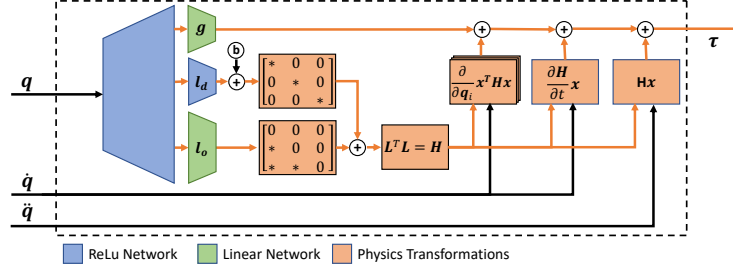 g
b
l_d
[∗ 0 0
0 ∗ 0
0 0 ∗]
l_o
[0 0 0
∗ 0 0
∗ ∗ 0]
+
+
+ + +
L^T L = H
∂/∂q_i x^T Hx
∂H/∂t x
Hx
τ
q
q̇
q̈
ReLu Network
Linear Network
Physics Transformations